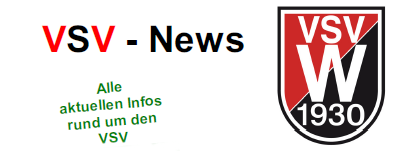 VSV - News
Alle
aktuellen Infos
rund um den
VSV
VSV
W
1930